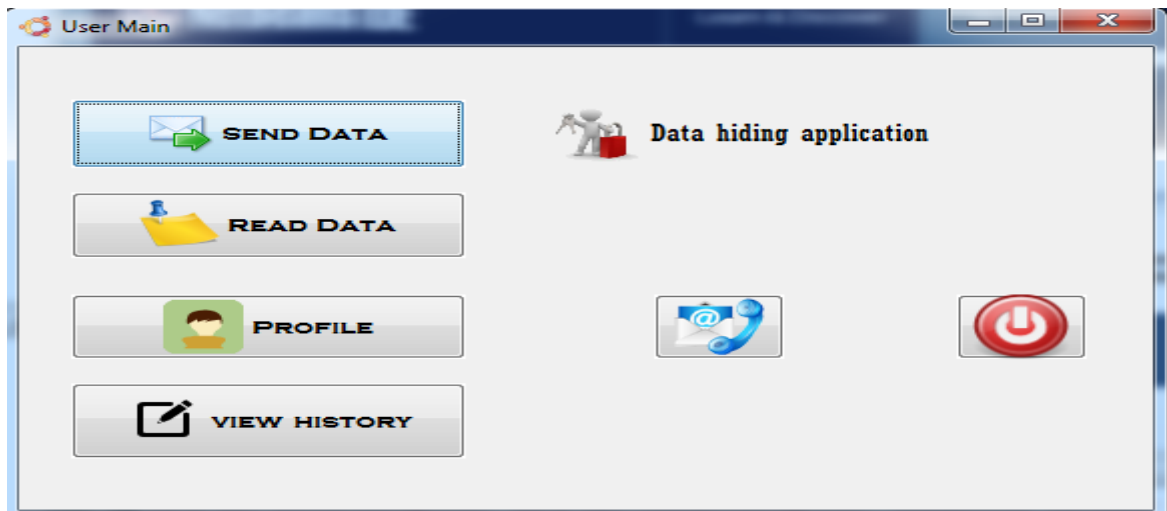 User Main
SEND DATA
Data hiding application
READ DATA
PROFILE
@
VIEW HISTORY